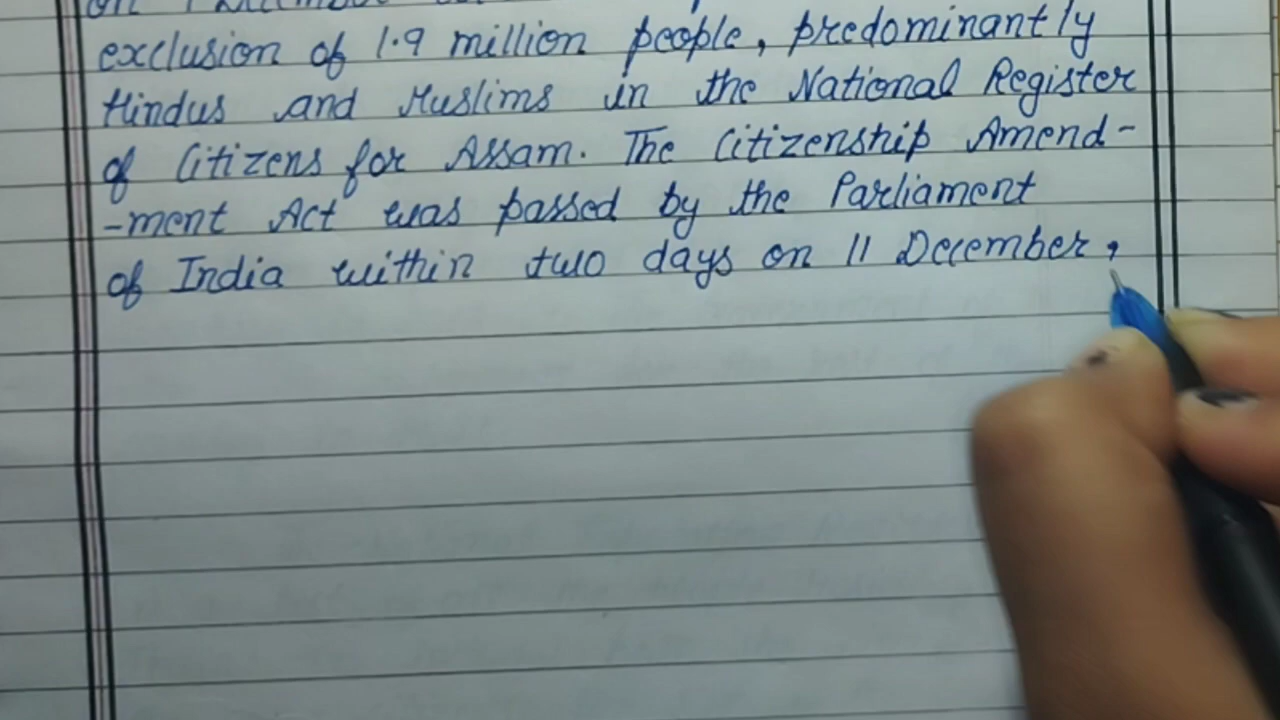 exclusion of 1.9 million people, predominantly
Hindus and Muslims in the National Register
of Citizens for Assam. The Citizenship Amend-
-ment Act was passed by the Parliament
of India within two days on 11 December,